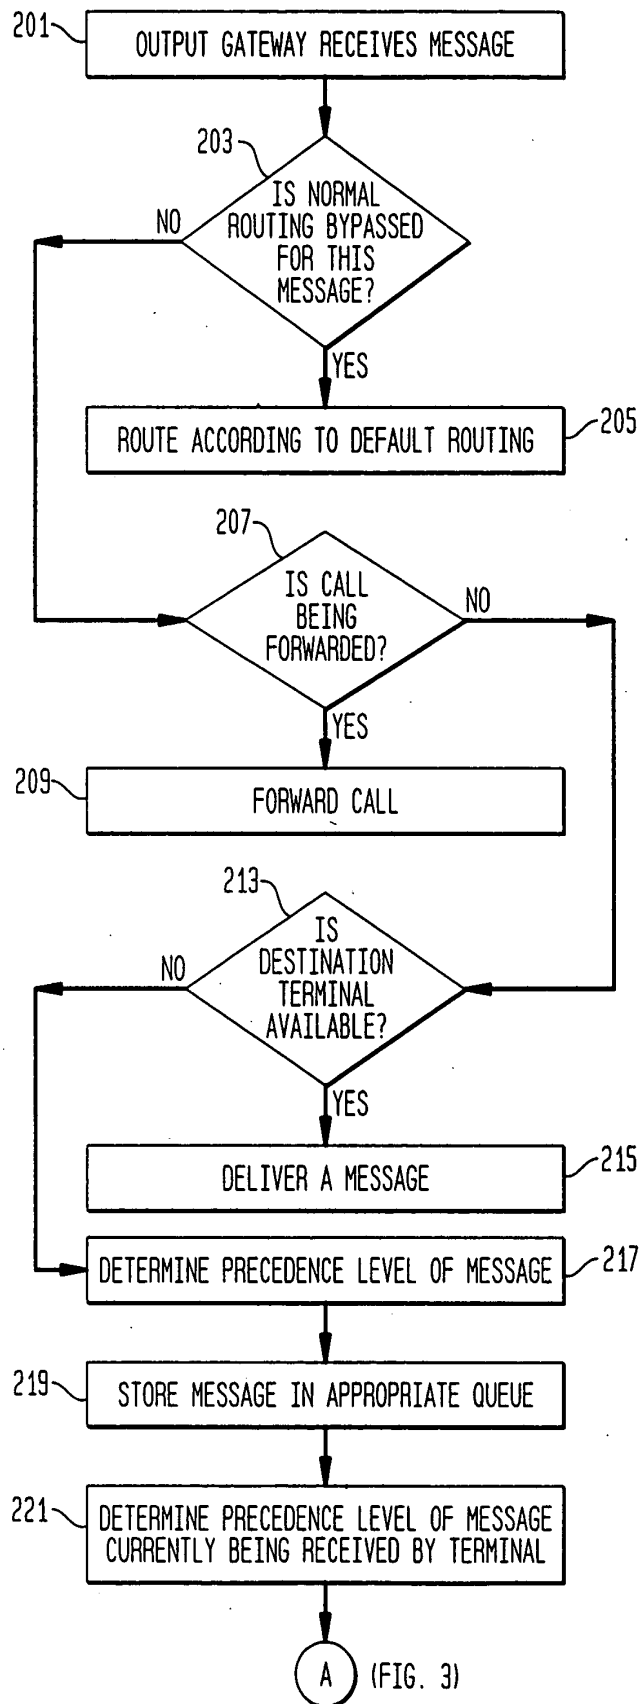 201
OUTPUT GATEWAY RECEIVES MESSAGE
203
IS NORMAL
ROUTING BYPASSED
FOR THIS
MESSAGE?
NO
YES
ROUTE ACCORDING TO DEFAULT ROUTING
205
207
IS CALL
BEING
FORWARDED?
NO
YES
209
FORWARD CALL
213
IS
DESTINATION
TERMINAL
AVAILABLE?
NO
YES
DELIVER A MESSAGE
215
DETERMINE PRECEDENCE LEVEL OF MESSAGE
217
219
STORE MESSAGE IN APPROPRIATE QUEUE
221
DETERMINE PRECEDENCE LEVEL OF MESSAGE
CURRENTLY BEING RECEIVED BY TERMINAL
A (FIG. 3)